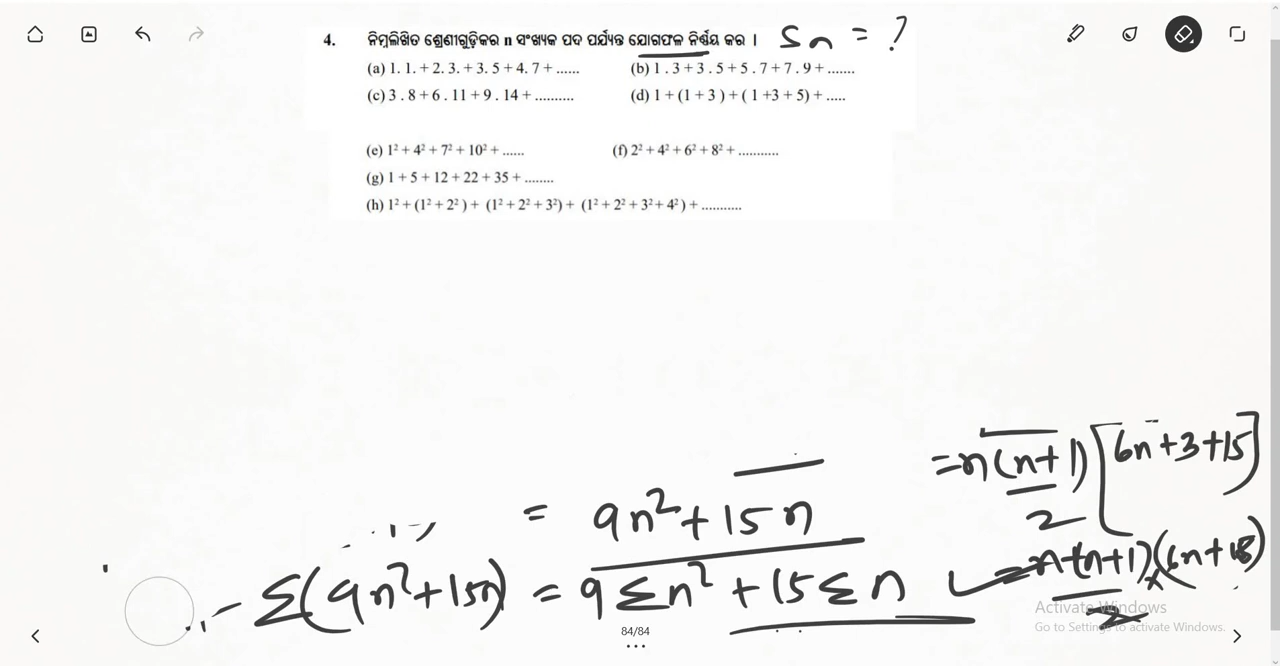 4. ନିମ୍ନଲିଖିତ ଶ୍ରେଣୀଗୁଡ଼ିକର n ସଂଖ୍ୟକ ପଦ ପର୍ଯ୍ୟନ୍ତ ଯୋଗଫଳ ନିର୍ଣ୍ଣୟ କର । Sn = ?
(a) 1. 1. + 2. 3. + 3. 5 + 4. 7 + ...... (b) 1 . 3 + 3 . 5 + 5 . 7 + 7 . 9 + .......
(c) 3 . 8 + 6 . 11 + 9 . 14 + .......... (d) 1 + (1 + 3 ) + ( 1 +3 + 5) + .....
(e) 1² + 4² + 7² + 10² + ...... (f) 2² + 4² + 6² + 8² + ...........
(g) 1 + 5 + 12 + 22 + 35 + ........
(h) 1² + (1² + 2² ) + (1² + 2² + 3²) + (1² + 2² + 3² + 4² ) + ...........
= n(n+1)/2 [6n+3+15]
= 9n²+15n
Σ(9n²+15n) = 9Σn² + 15Σn = n(n+1)/2 × (6n+18)
Activate Windows
Go to Settings to activate Windows.
84/84